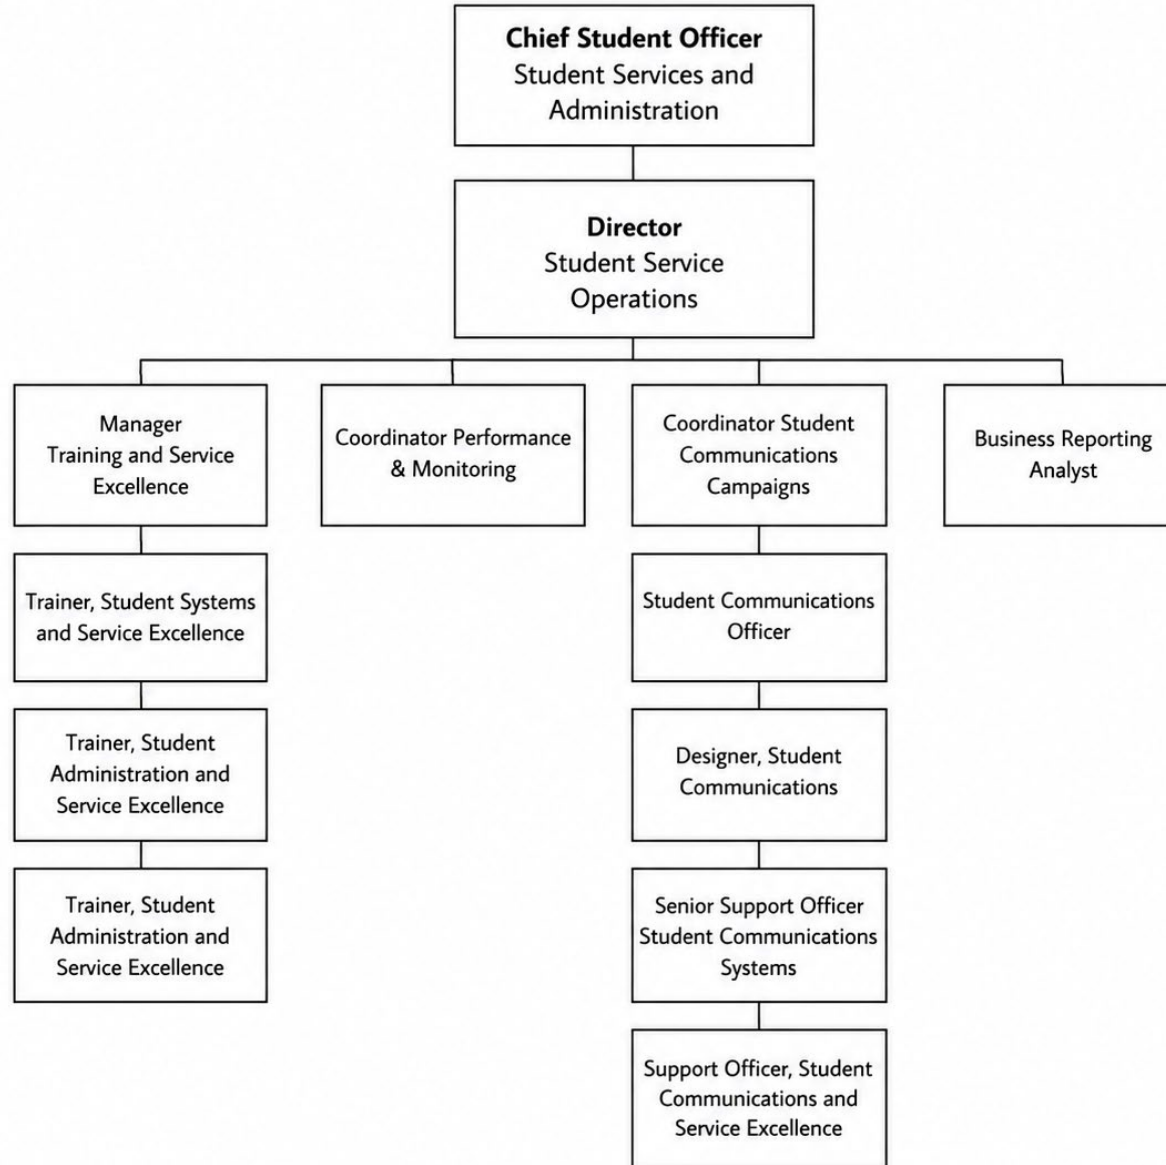 Chief Student Officer
Student Services and
Administration
Director
Student Service
Operations
Manager
Training and Service
Excellence
Coordinator Performance
& Monitoring
Coordinator Student
Communications
Campaigns
Business Reporting
Analyst
Trainer, Student Systems
and Service Excellence
Student Communications
Officer
Trainer, Student
Administration and
Service Excellence
Designer, Student
Communications
Trainer, Student
Administration and
Service Excellence
Senior Support Officer
Student Communications
Systems
Support Officer, Student
Communications and
Service Excellence